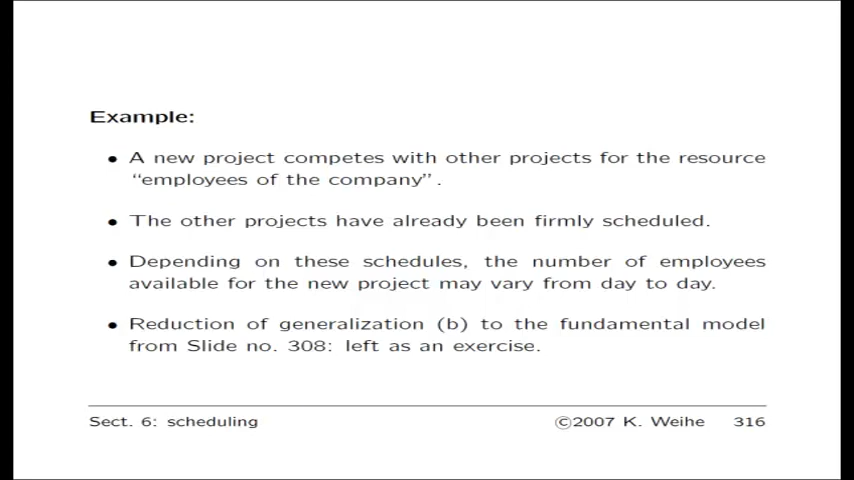 Example:
• A new project competes with other projects for the resource
“employees of the company”.
• The other projects have already been firmly scheduled.
• Depending on these schedules, the number of employees
available for the new project may vary from day to day.
• Reduction of generalization (b) to the fundamental model
from Slide no. 308: left as an exercise.
Sect. 6: scheduling ©2007 K. Weihe 316